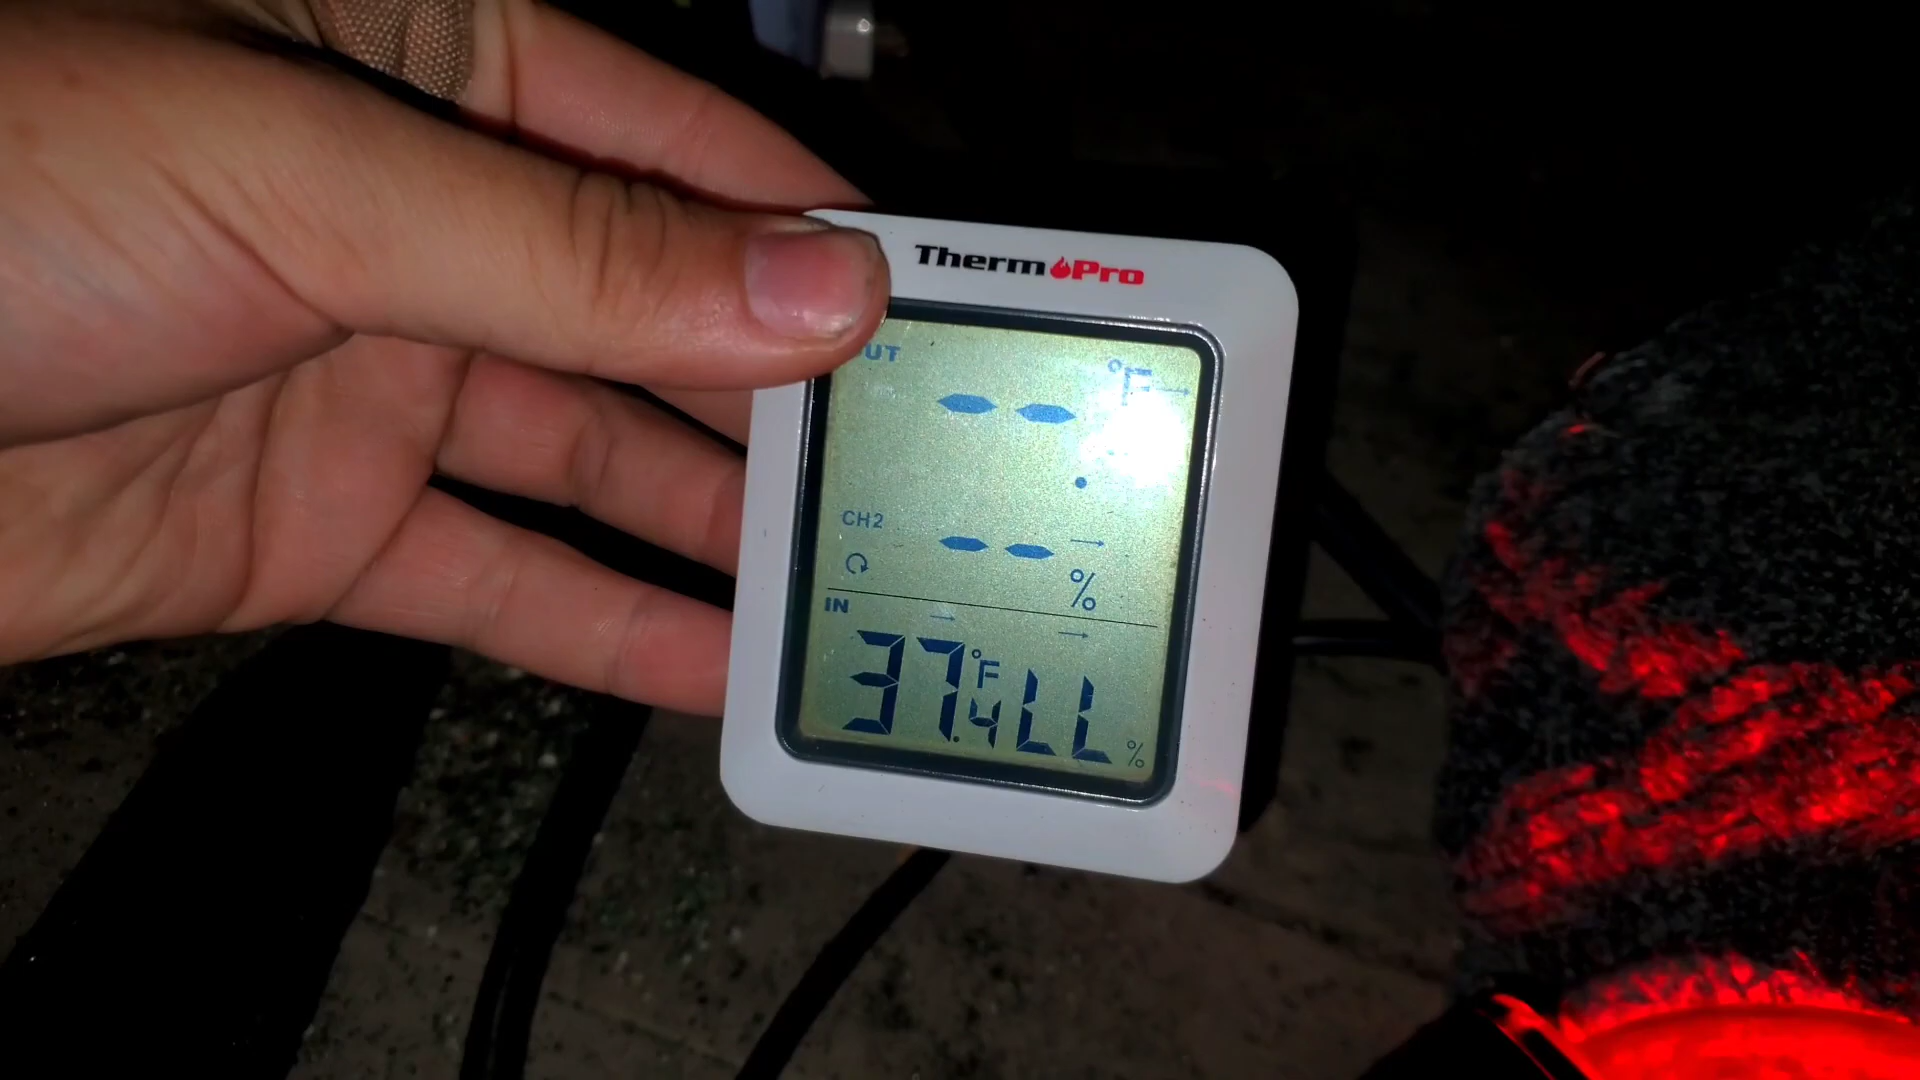 ThermoPro
UT
°F
-- .
CH2
-- %
IN
37.4 °F LL %